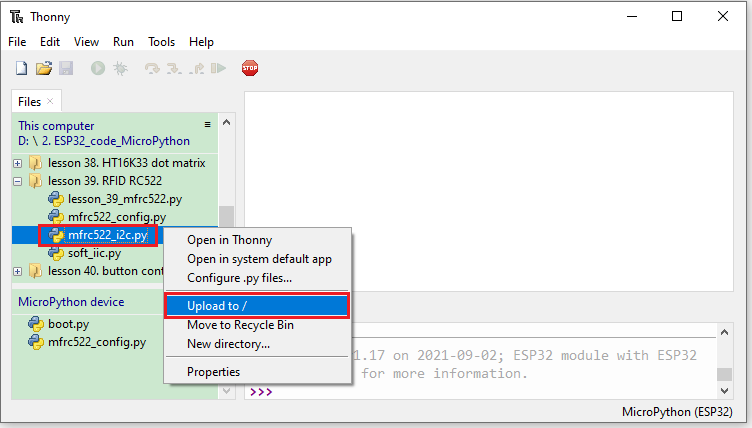 Thonny
File Edit View Run Tools Help
STOP
Files
This computer
D: \ 2. ESP32_code_MicroPython
lesson 38. HT16K33 dot matrix
lesson 39. RFID RC522
lesson_39_mfrc522.py
mfrc522_config.py
mfrc522_i2c.py
soft_iic.py
lesson 40. button cont
Open in Thonny
Open in system default app
Configure .py files...
Upload to /
Move to Recycle Bin
New directory...
Properties
MicroPython device
boot.py
mfrc522_config.py
1.17 on 2021-09-02; ESP32 module with ESP32
for more information.
>>>
MicroPython (ESP32)